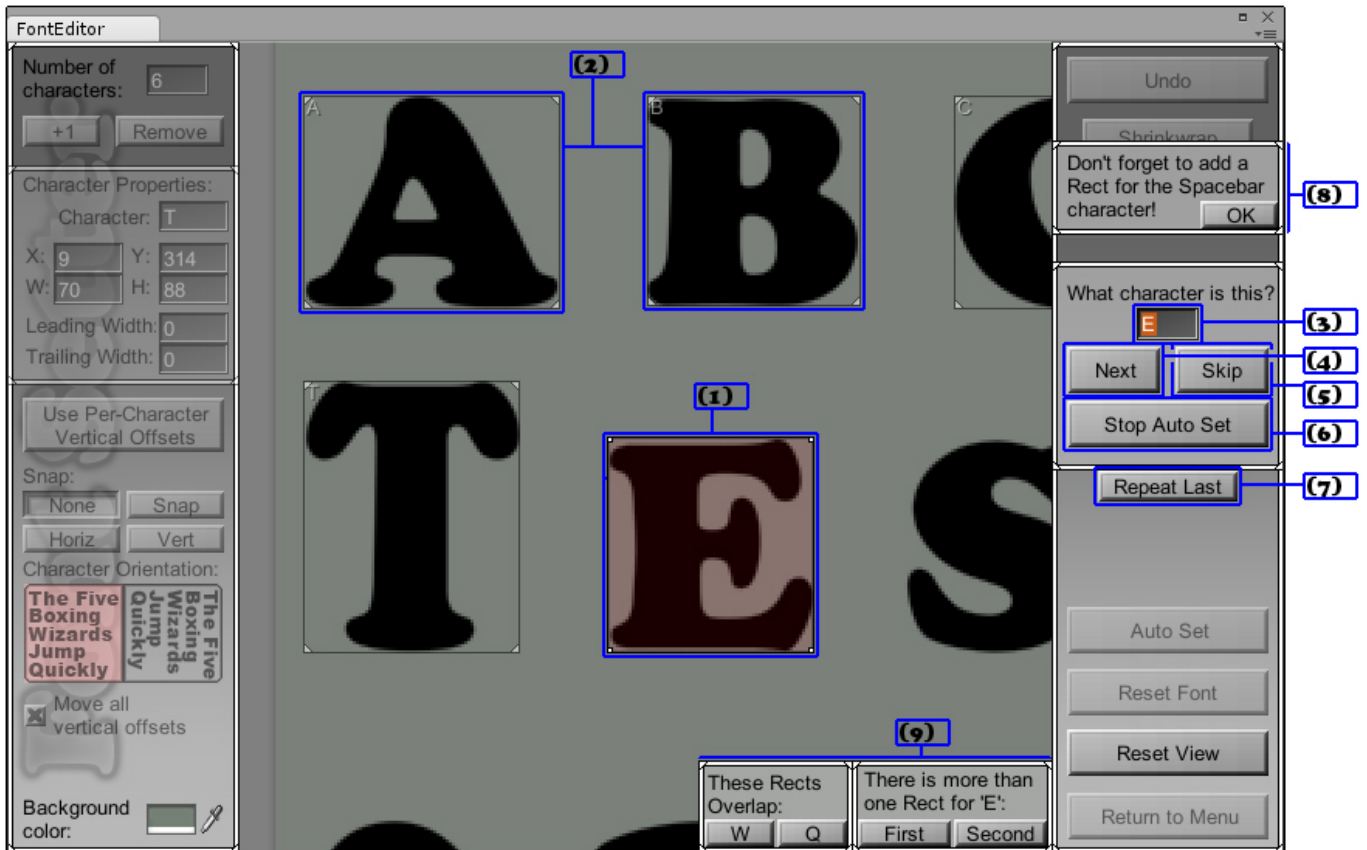 FontEditor
Number of
characters:
6
+1
Remove
Character Properties:
Character:
T
X:
9
Y:
314
W:
70
H:
88
Leading Width:
0
Trailing Width:
0
Use Per-Character
Vertical Offsets
Snap:
None
Snap
Horiz
Vert
Character Orientation:
The Five
Boxing
Wizards
Jump
Quickly
The Five
Boxing
Wizards
Jump
Quickly
Move all
vertical offsets
Background
color:
(2)
A
A
B
B
C
C
T
T
(1)
E
S
(9)
These Rects
Overlap:
W
Q
There is more than
one Rect for 'E':
First
Second
Undo
Shrinkwrap
Don't forget to add a
Rect for the Spacebar
character!
OK
(8)
What character is this?
E
(3)
Next
(4)
Skip
(5)
Stop Auto Set
(6)
Repeat Last
(7)
Auto Set
Reset Font
Reset View
Return to Menu